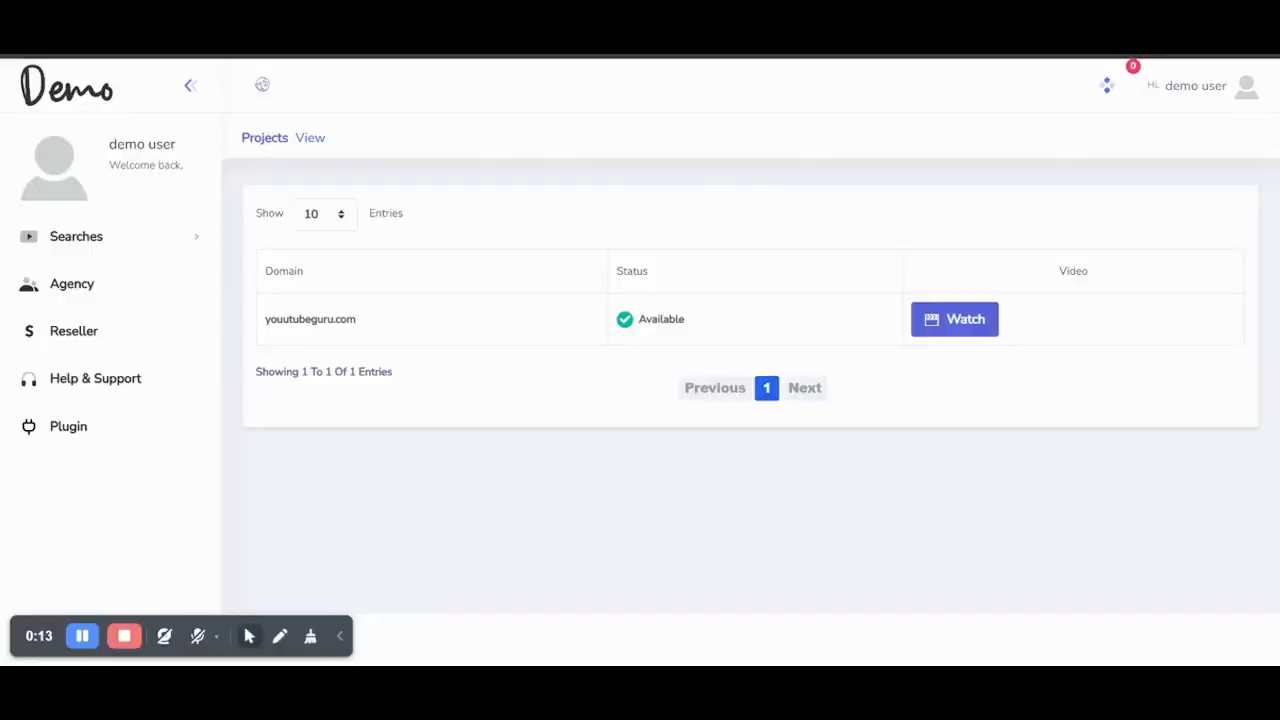 Demo
0
Hi, demo user
demo user
Welcome back,
Projects View
Searches
Agency
$ Reseller
Help & Support
Plugin
Show 10 Entries
Domain Status Video
youutubeguru.com Available Watch
Showing 1 To 1 Of 1 Entries
Previous 1 Next
0:13